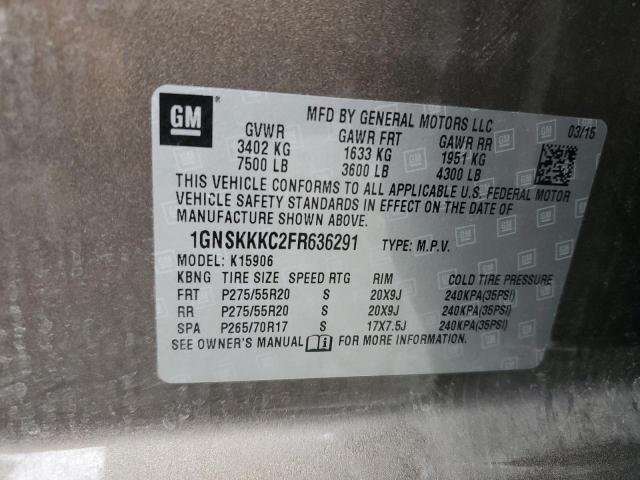 GM
MFD BY GENERAL MOTORS LLC
03/15
GVWR GAWR FRT GAWR RR
3402 KG 1633 KG 1951 KG
7500 LB 3600 LB 4300 LB
THIS VEHICLE CONFORMS TO ALL APPLICABLE U.S. FEDERAL MOTOR
VEHICLE SAFETY STANDARDS IN EFFECT ON THE DATE OF
MANUFACTURE SHOWN ABOVE.
1GNSKKKC2FR636291 TYPE: M.P.V.
MODEL: K15906
KBNG TIRE SIZE SPEED RTG RIM COLD TIRE PRESSURE
FRT P275/55R20 S 20X9J 240KPA(35PSI)
RR P275/55R20 S 20X9J 240KPA(35PSI)
SPA P265/70R17 S 17X7.5J 240KPA(35PSI)
SEE OWNER'S MANUAL FOR MORE INFORMATION.